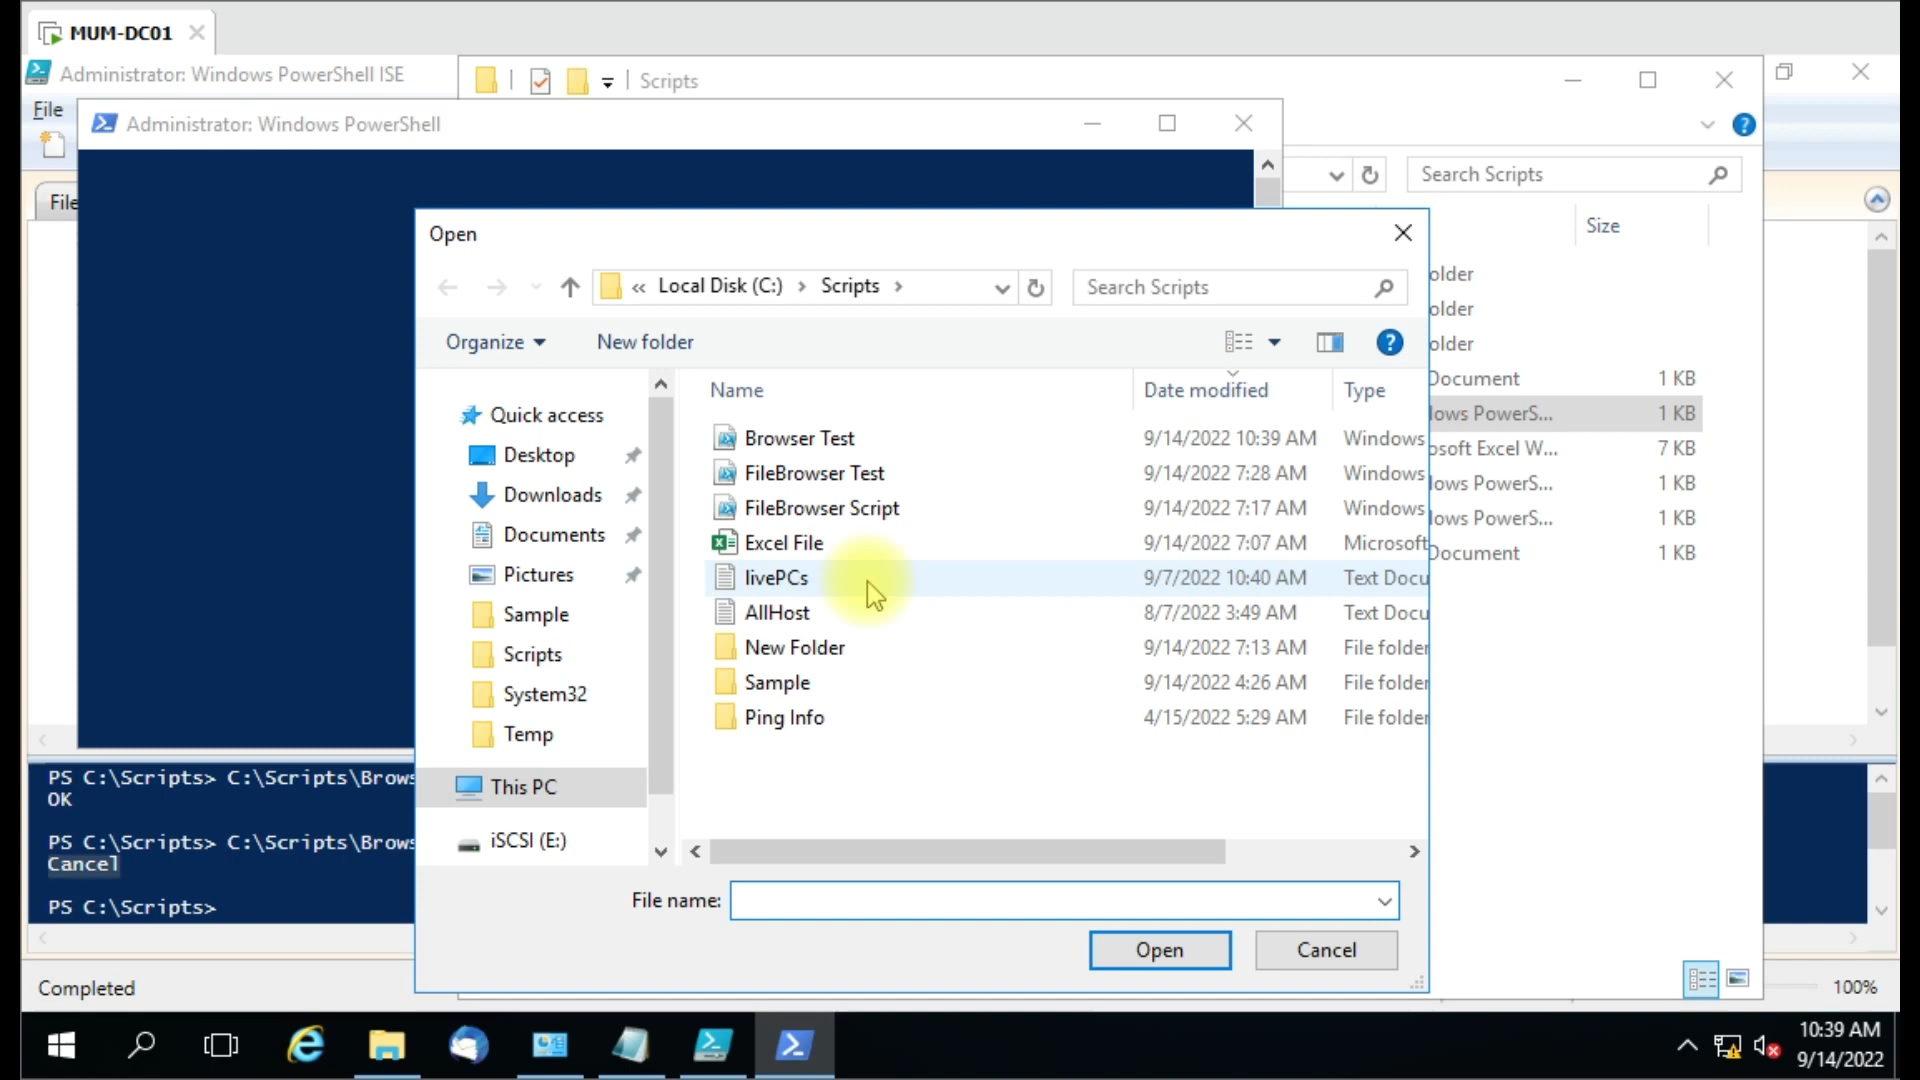 MUM-DC01
Administrator: Windows PowerShell ISE
Scripts
File
Administrator: Windows PowerShell
Search Scripts
File
Size
Open
Local Disk (C:) Scripts
Search Scripts
Organize
New folder
Name Date modified Type
Quick access
Desktop
Downloads
Documents
Pictures
Sample
Scripts
System32
Temp
This PC
iSCSI (E:)
Browser Test 9/14/2022 10:39 AM Windows
FileBrowser Test 9/14/2022 7:28 AM Windows
FileBrowser Script 9/14/2022 7:17 AM Windows
Excel File 9/14/2022 7:07 AM Microsoft
livePCs 9/7/2022 10:40 AM Text Docu
AllHost 8/7/2022 3:49 AM Text Docu
New Folder 9/14/2022 7:13 AM File folder
Sample 9/14/2022 4:26 AM File folder
Ping Info 4/15/2022 5:29 AM File folder
older
older
older
Document 1 KB
lows PowerS... 1 KB
osoft Excel W... 7 KB
lows PowerS... 1 KB
lows PowerS... 1 KB
Document 1 KB
File name:
Open
Cancel
PS C:\Scripts> C:\Scripts\Brows
OK
PS C:\Scripts> C:\Scripts\Brows
Cancel
PS C:\Scripts>
Completed
100%
10:39 AM
9/14/2022